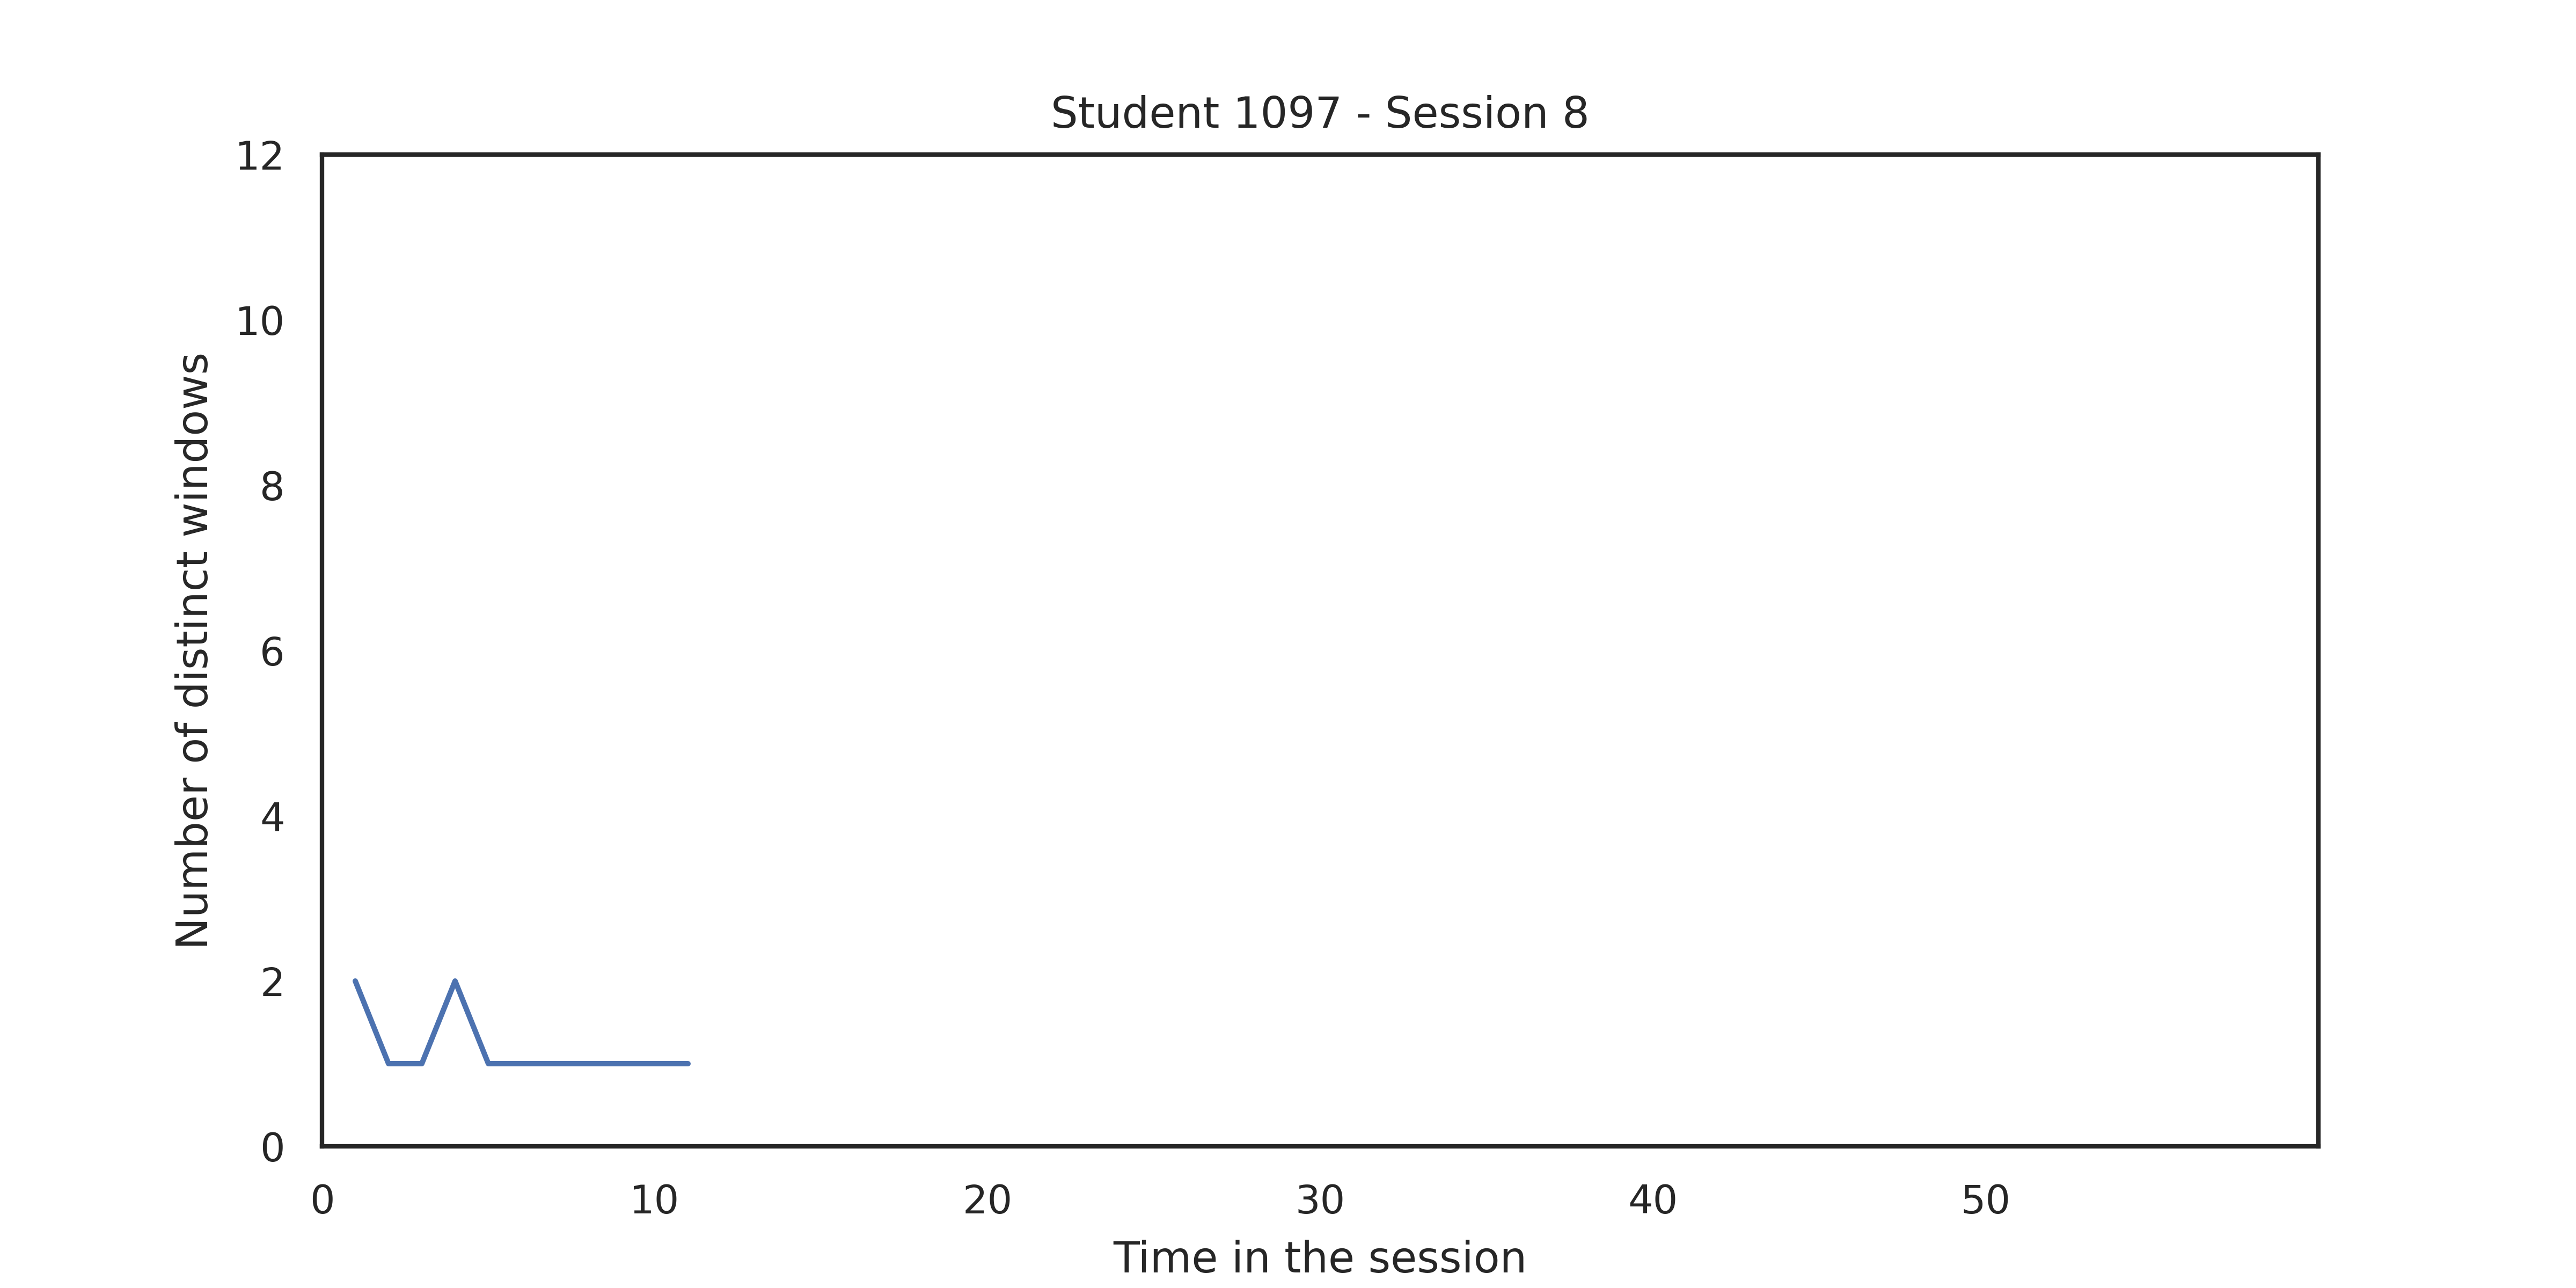 Student 1097 - Session 8
12
10
8
6
4
2
0
Number of distinct windows
0 10 20 30 40 50
Time in the session